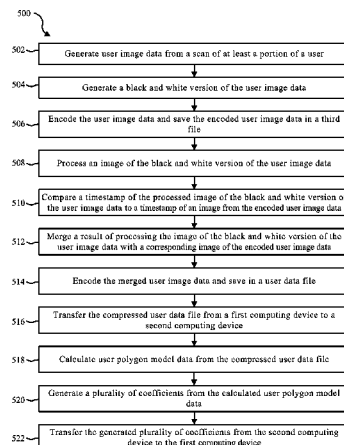 500
502
Generate user image data from a scan of at least a portion of a user
504
Generate a black and white version of the user image data
506
Encode the user image data and save the encoded user image data in a third
file
508
Process an image of the black and white version of the user image data
510
Compare a timestamp of the processed image of the black and white version of
the user image data to a timestamp of an image from the encoded user image data
512
Merge a result of processing the image of the black and white version of the
user image data with a corresponding image of the encoded user image data
514
Encode the merged user image data and save in a user data file
516
Transfer the compressed user data file from a first computing device to a
second computing device
518
Calculate user polygon model data from the compressed user data file
520
Generate a plurality of coefficients from the calculated user polygon model
data
522
Transfer the generated plurality of coefficients from the second computing
device to the first computing device